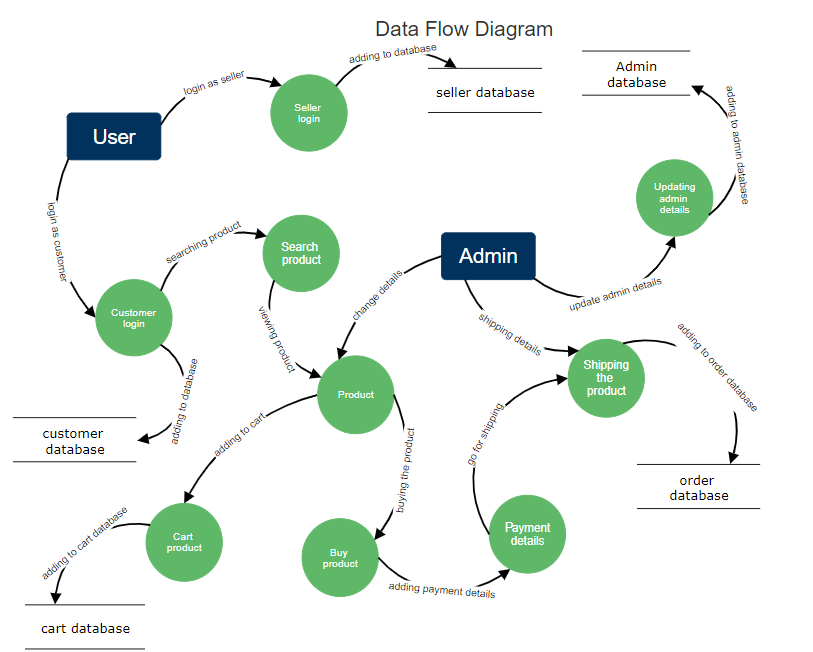 Data Flow Diagram
adding to database
login as seller
Seller
login
seller database
Admin
database
User
adding to admin database
Updating
admin
details
login as customer
searching product
Search
product
Admin
update admin details
change details
shipping details
Customer
login
viewing product
Product
Shipping
the
product
adding to order database
adding to database
customer
database
adding to cart
buying the product
go for shipping
order
database
Cart
product
adding to cart database
Buy
product
Payment
details
adding payment details
cart database